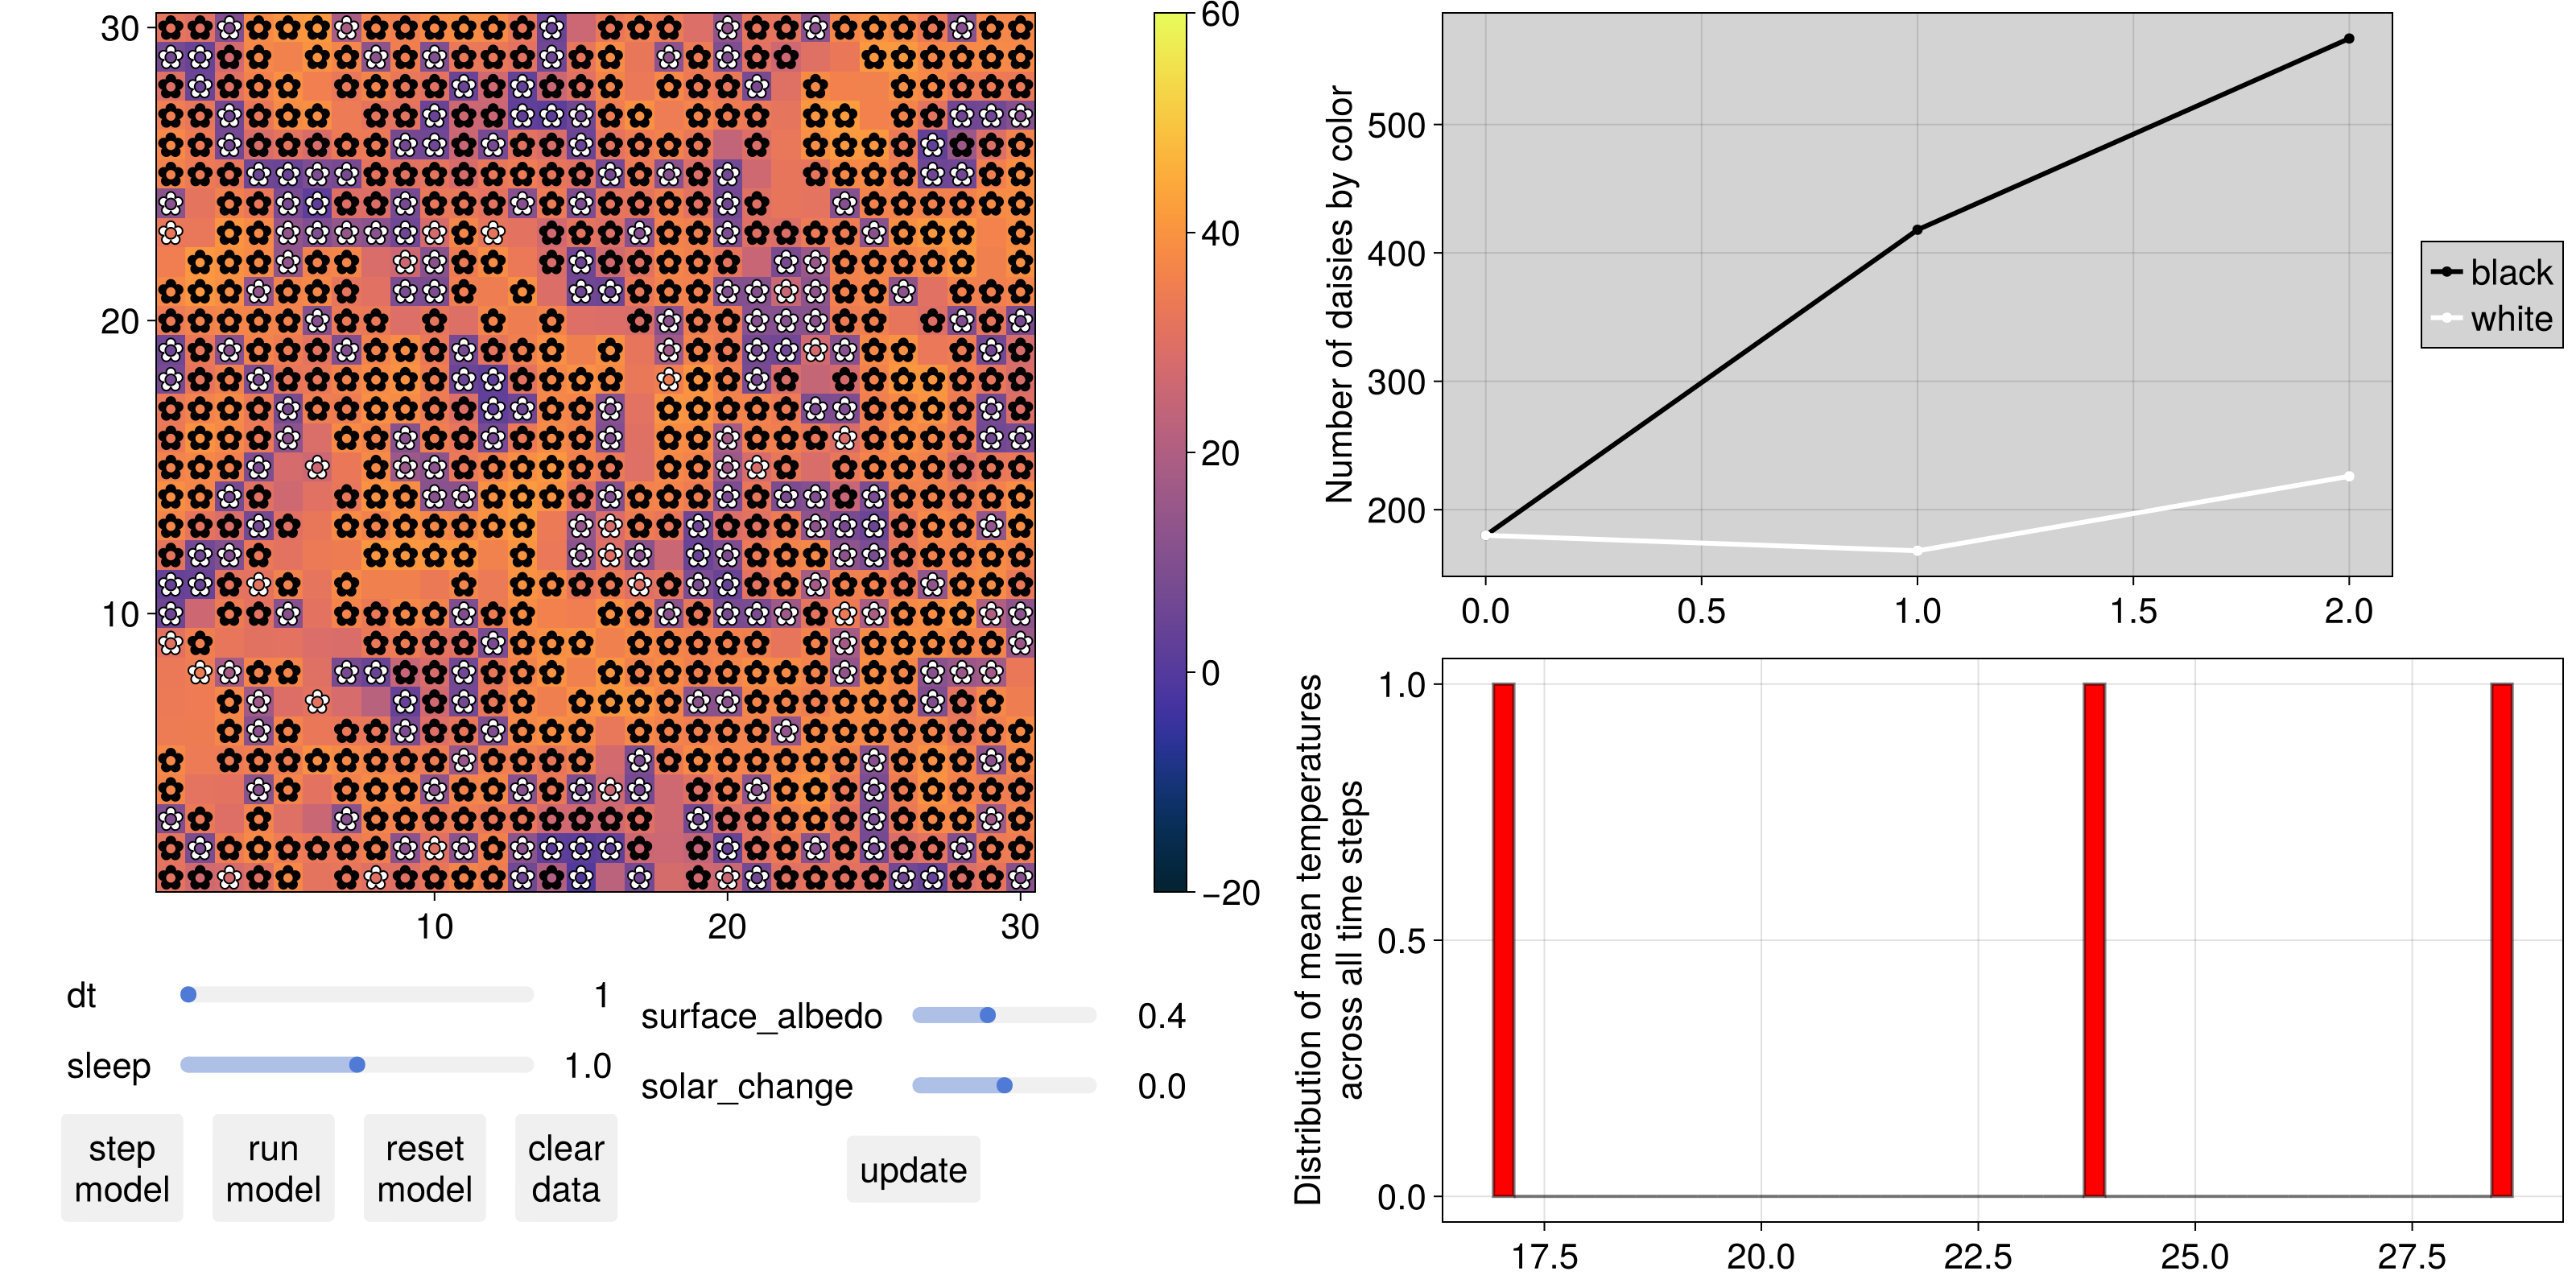 30
20
10
10
20
30
60
40
20
0
−20
Number of daisies by color
500
400
300
200
0.0
0.5
1.0
1.5
2.0
black
white
Distribution of mean temperatures
across all time steps
1.0
0.5
0.0
17.5
20.0
22.5
25.0
27.5
dt
1
sleep
1.0
surface_albedo
0.4
solar_change
0.0
step
model
run
model
reset
model
clear
data
update